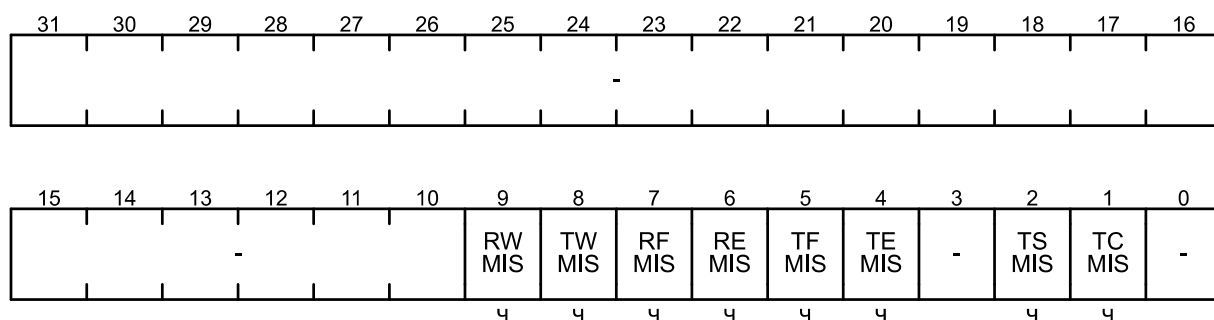 31 30 29 28 27 26 25 24 23 22 21 20 19 18 17 16
-
15 14 13 12 11 10 9 8 7 6 5 4 3 2 1 0
- RW MIS TW MIS RF MIS RE MIS TF MIS TE MIS - TS MIS TC MIS -
ч ч ч ч ч ч ч ч